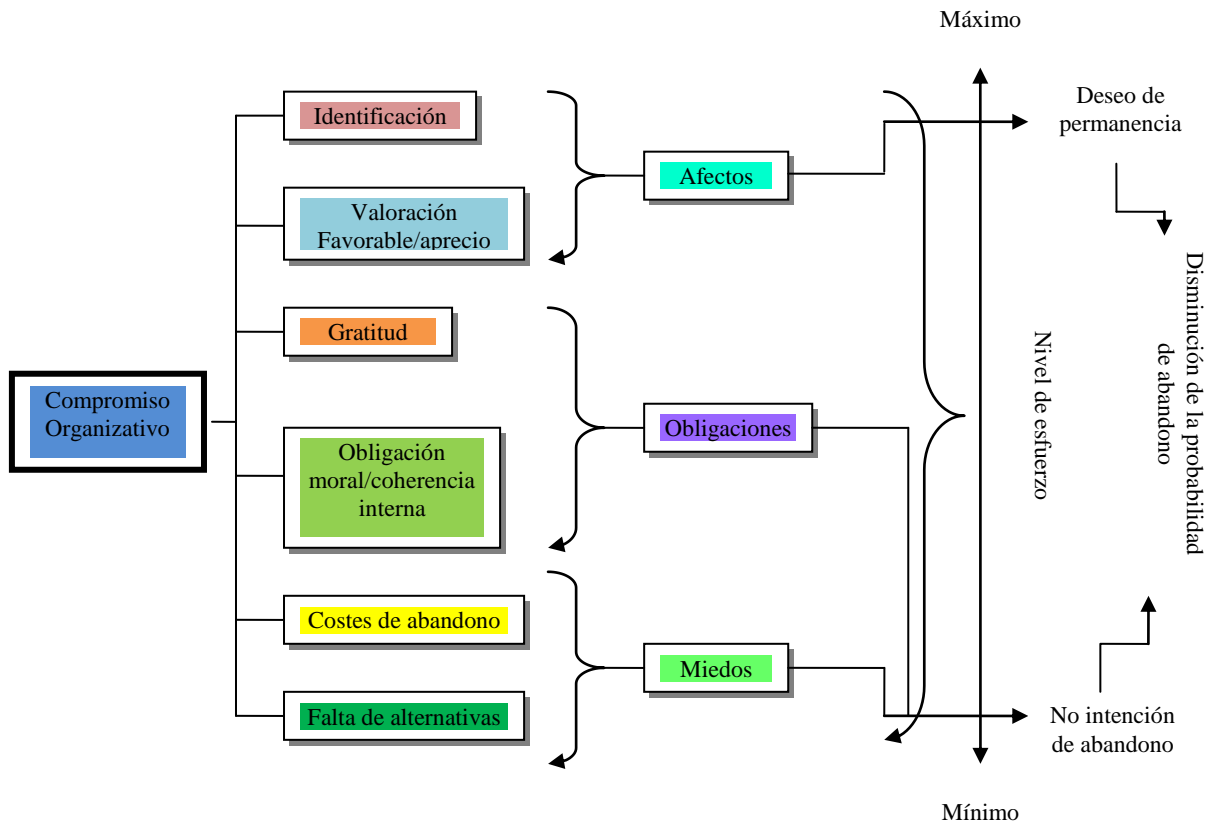 Máximo
Identificación
Deseo de
permanencia
Afectos
Valoración
Favorable/aprecio
Gratitud
Compromiso
Organizativo
Obligaciones
Obligación
moral/coherencia
interna
Nivel de esfuerzo
Disminución de la probabilidad
de abandono
Costes de abandono
Miedos
Falta de alternativas
No intención
de abandono
Mínimo